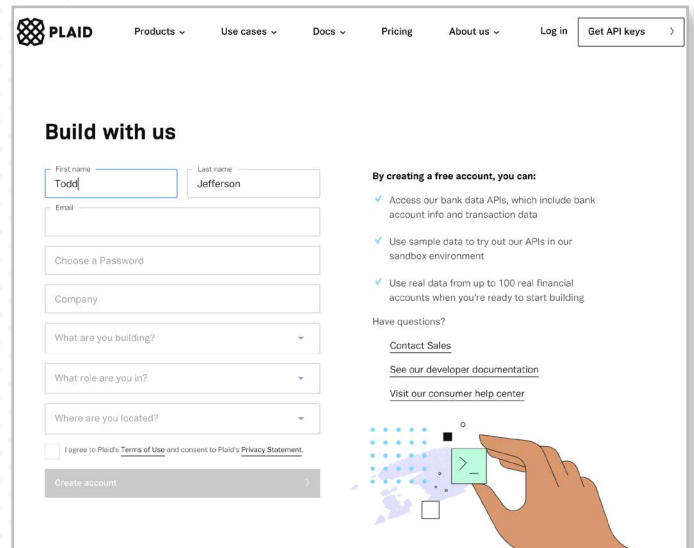 PLAID
Products Use cases Docs Pricing About us Log in Get API keys
Build with us
First name
Todd
Last name
Jefferson
Email
Choose a Password
Company
What are you building?
What role are you in?
Where are you located?
I agree to Plaid's Terms of Use and consent to Plaid's Privacy Statement.
Create account
By creating a free account, you can:
Access our bank data APIs, which include bank
account info and transaction data
Use sample data to try out our APIs in our
sandbox environment
Use real data from up to 100 real financial
accounts when you're ready to start building
Have questions?
Contact Sales
See our developer documentation
Visit our consumer help center
>_